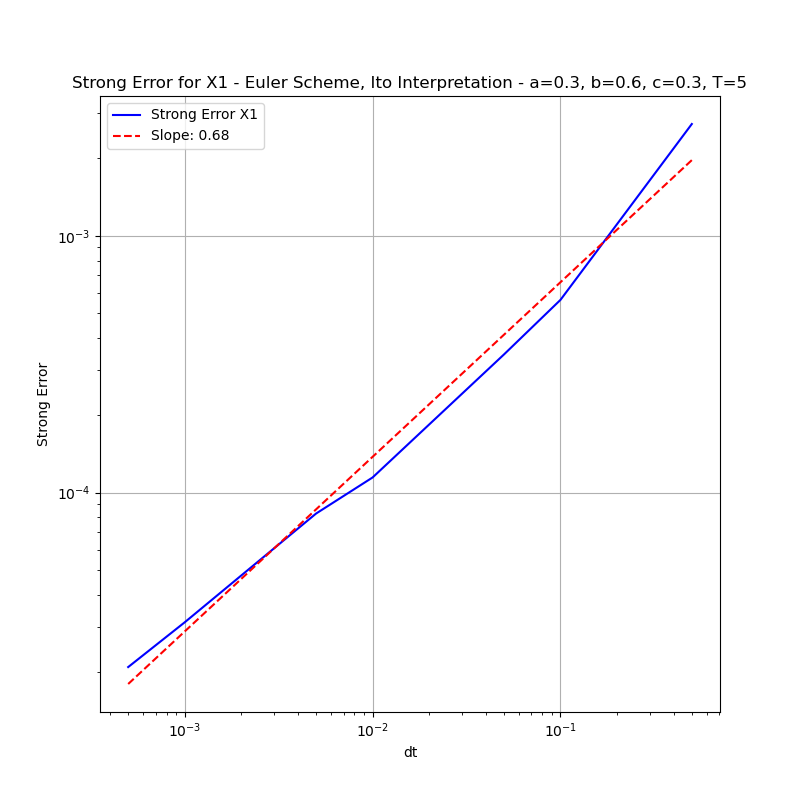 Strong Error for X1 - Euler Scheme, Ito Interpretation - a=0.3, b=0.6, c=0.3, T=5
Strong Error X1
Slope: 0.68
10⁻³
10⁻⁴
Strong Error
10⁻³
10⁻²
10⁻¹
dt